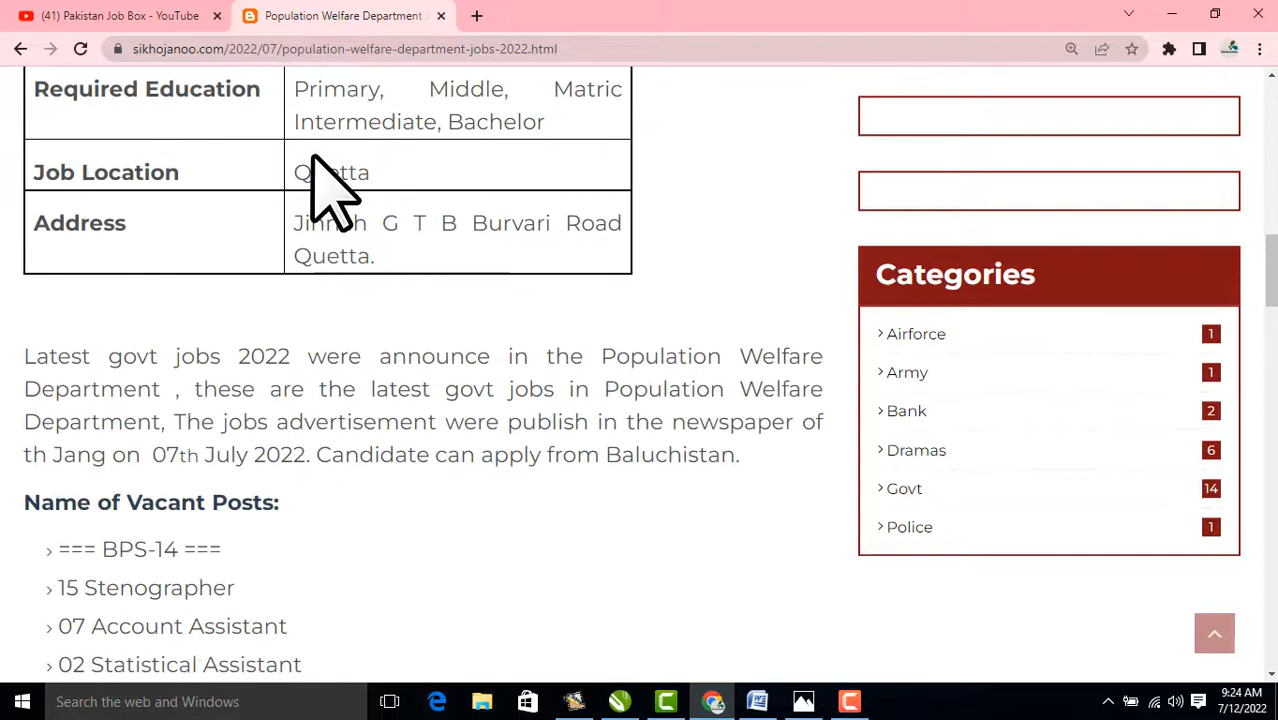 (41) Pakistan Job Box - YouTube
Population Welfare Department
sikhojanoo.com/2022/07/population-welfare-department-jobs-2022.html
Required Education
Primary, Middle, Matric
Intermediate, Bachelor
Job Location
Quetta
Address
Jinnah G T B Burvari Road
Quetta.
Latest govt jobs 2022 were announce in the Population Welfare
Department , these are the latest govt jobs in Population Welfare
Department, The jobs advertisement were publish in the newspaper of
th Jang on 07th July 2022. Candidate can apply from Baluchistan.
Name of Vacant Posts:
› === BPS-14 ===
› 15 Stenographer
› 07 Account Assistant
› 02 Statistical Assistant
Categories
› Airforce 1
› Army 1
› Bank 2
› Dramas 6
› Govt 14
› Police 1
Search the web and Windows
9:24 AM
7/12/2022